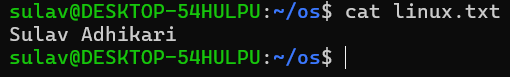 sulav@DESKTOP-54HULPU:~/os$ cat linux.txt
Sulav Adhikari
sulav@DESKTOP-54HULPU:~/os$